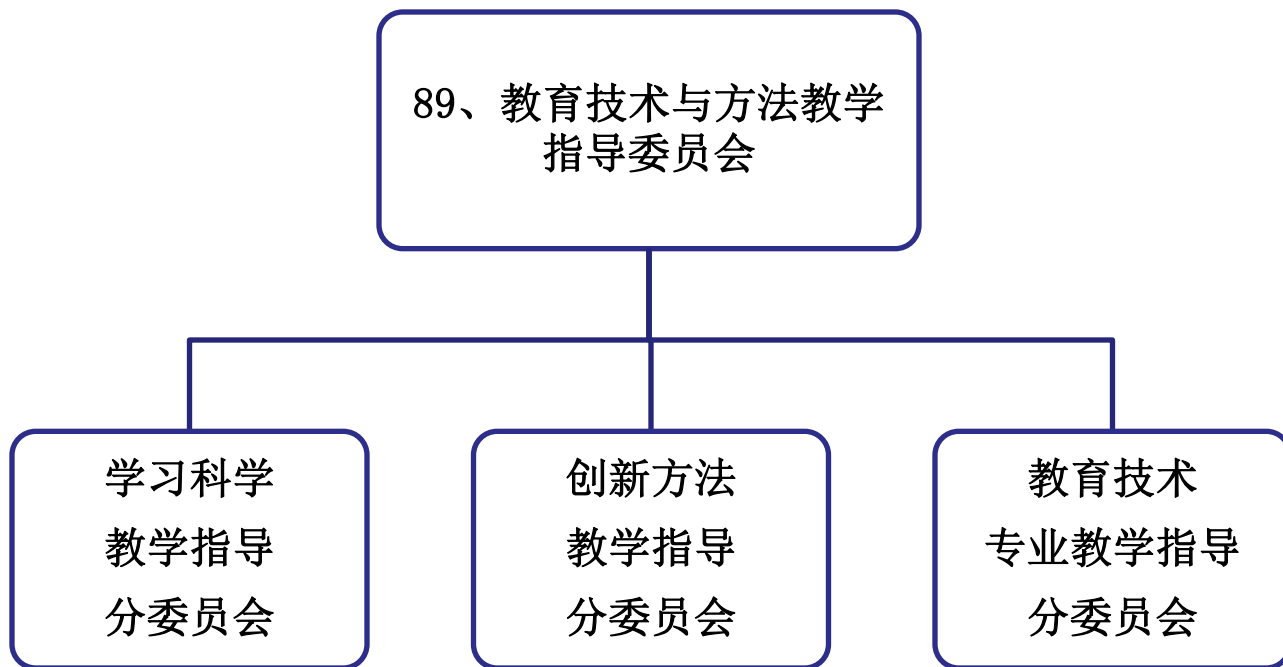 89、教育技术与方法教学
指导委员会
学习科学
教学指导
分委员会
创新方法
教学指导
分委员会
教育技术
专业教学指导
分委员会